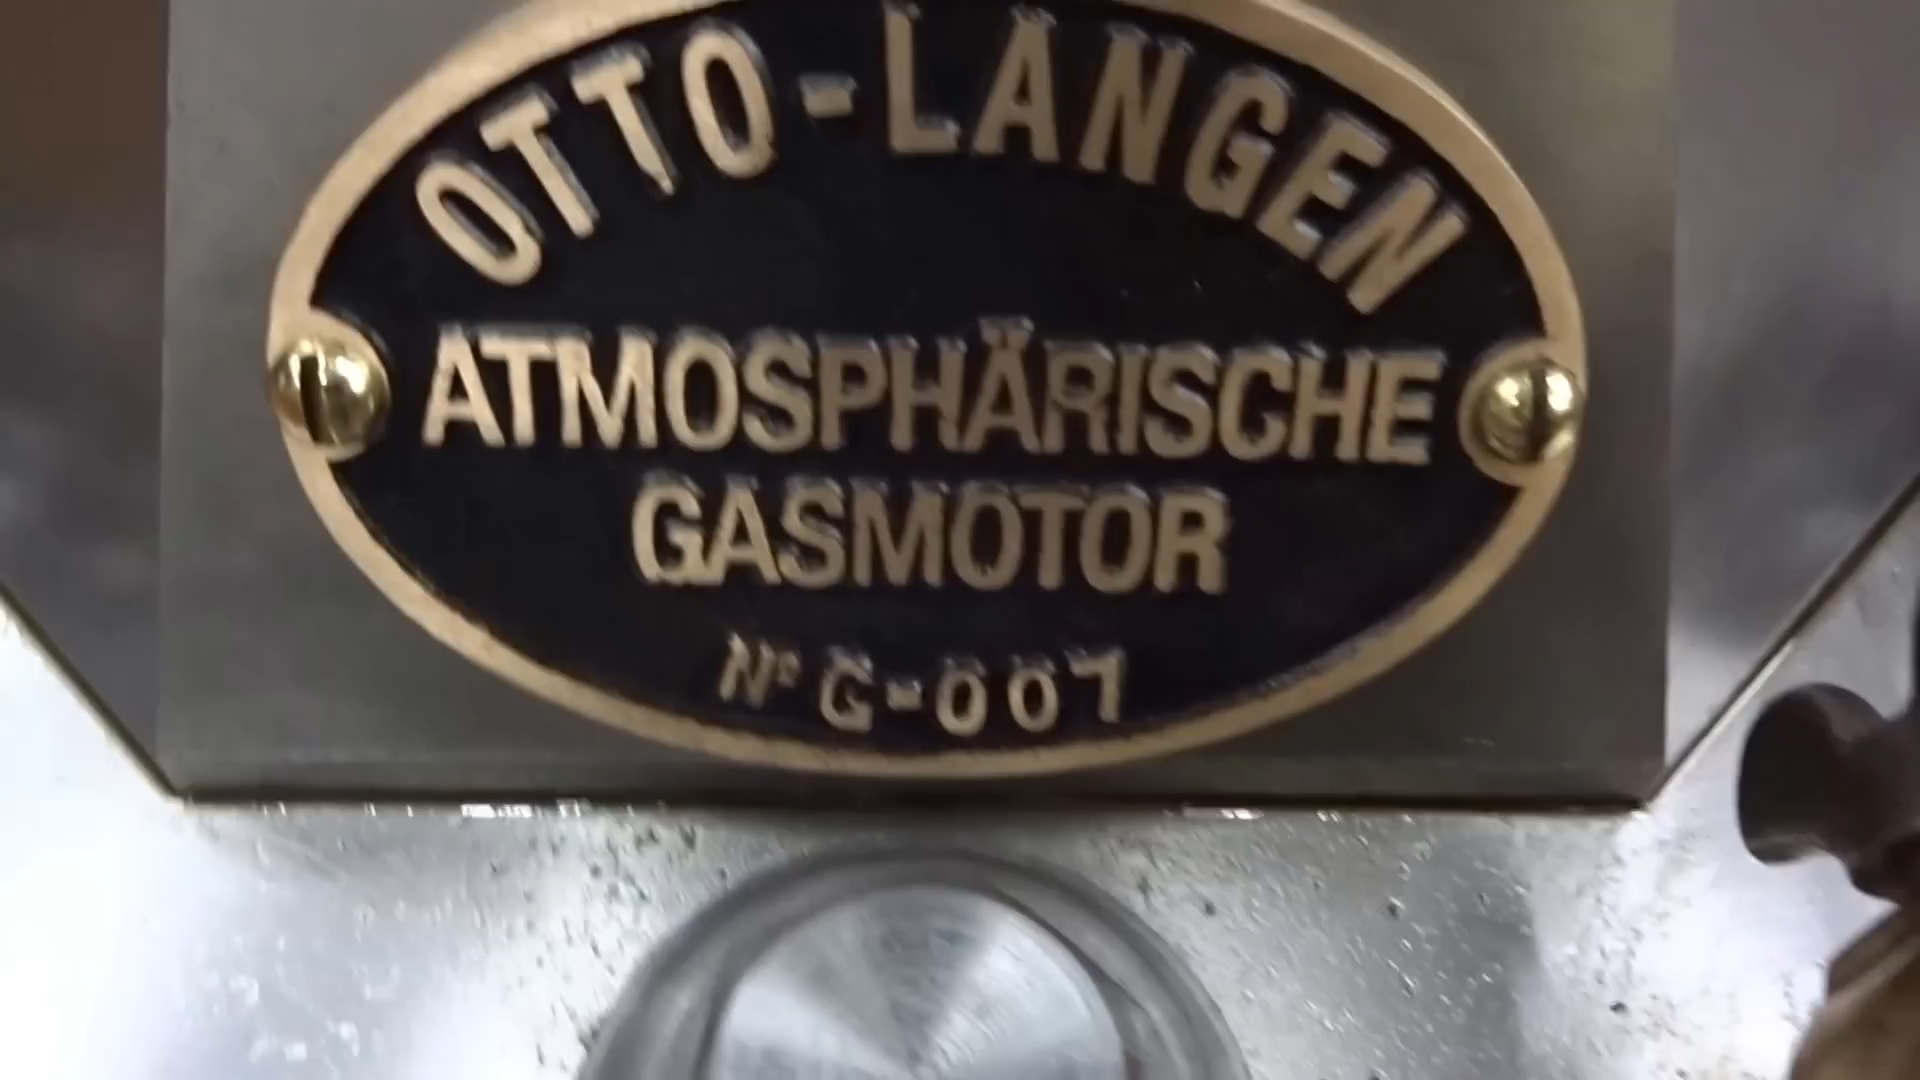 OTTO-LANGEN
ATMOSPHÄRISCHE
GASMOTOR
Nº G-007